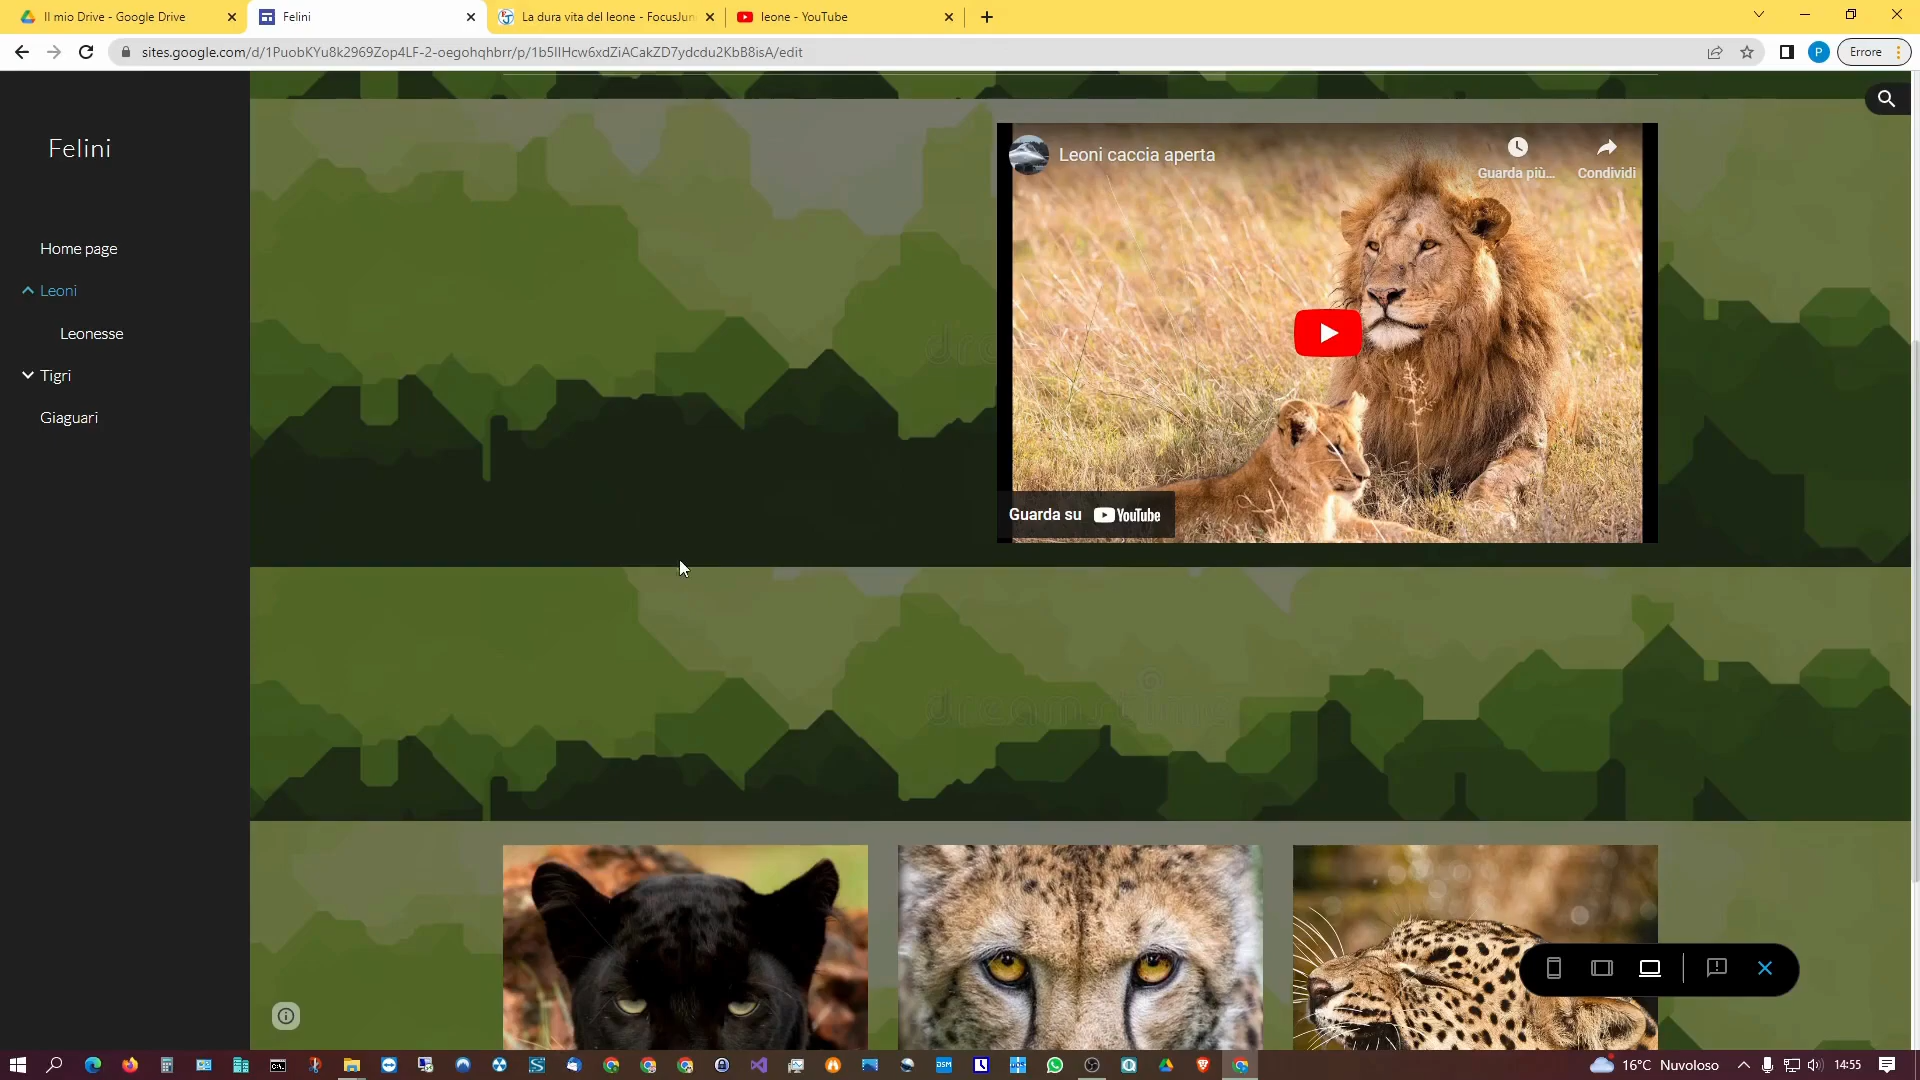 Il mio Drive - Google Drive
Felini
La dura vita del leone - FocusJun
leone - YouTube
sites.google.com/d/1PuobKYu8k2969Zop4LF-2-oegohqhbrr/p/1b5IlHcw6xdZiACakZD7ydcdu2KbB8isA/edit
P
Errore
Felini
Home page
Leoni
Leonesse
Tigri
Giaguari
Leoni caccia aperta
Guarda più...
Condividi
Guarda su YouTube
dreamstime
16°C Nuvoloso
14:55